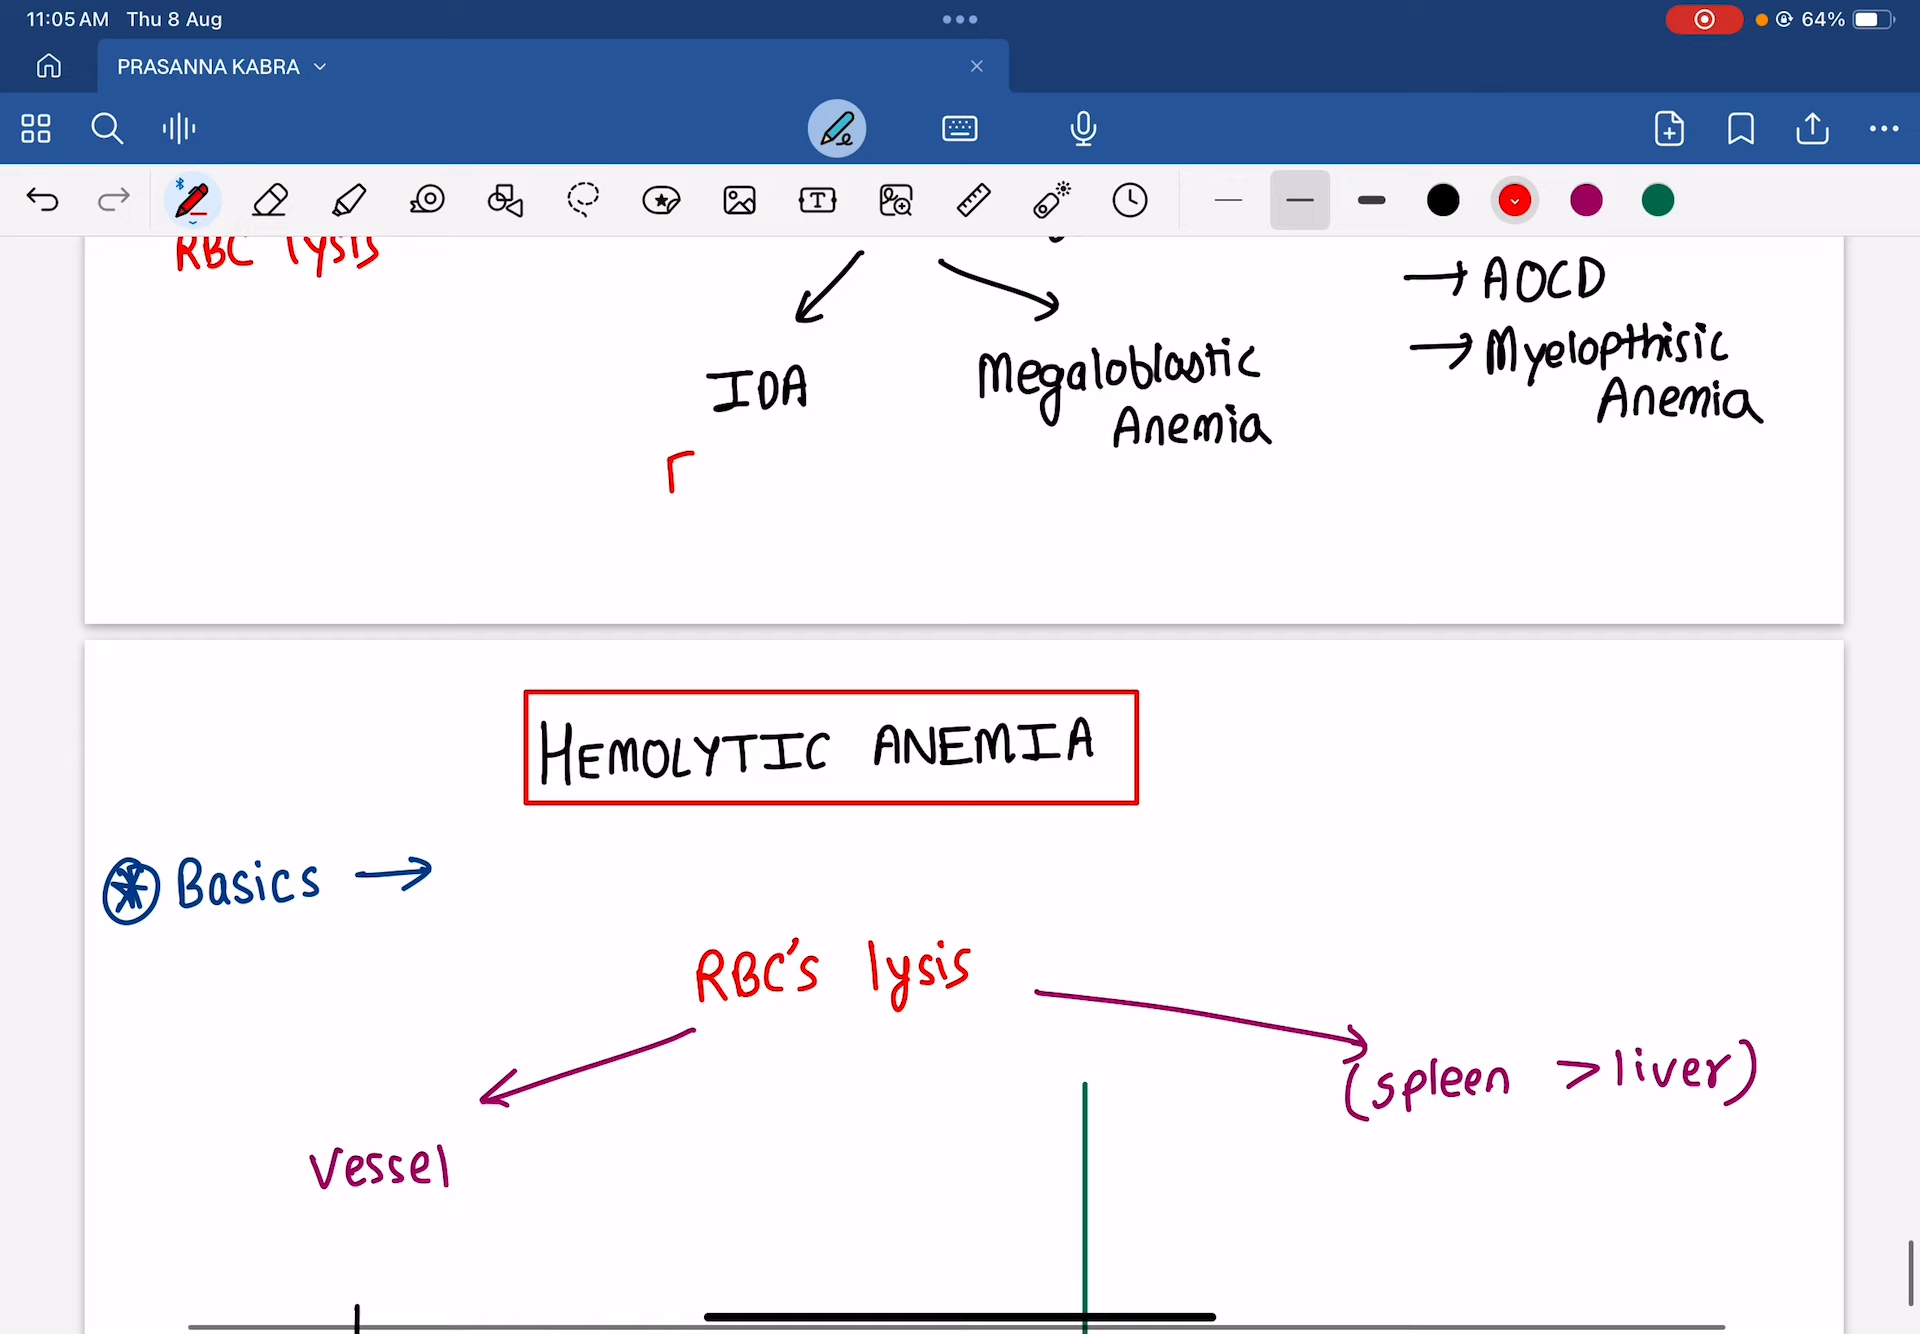 11:05 AM Thu 8 Aug
64%
PRASANNA KABRA
RBC lysis
→ AOCD
→ Myelopthisic
Anemia
IDA
Megaloblastic
Anemia
HEMOLYTIC ANEMIA
Basics →
RBC's lysis
(spleen > liver)
Vessel